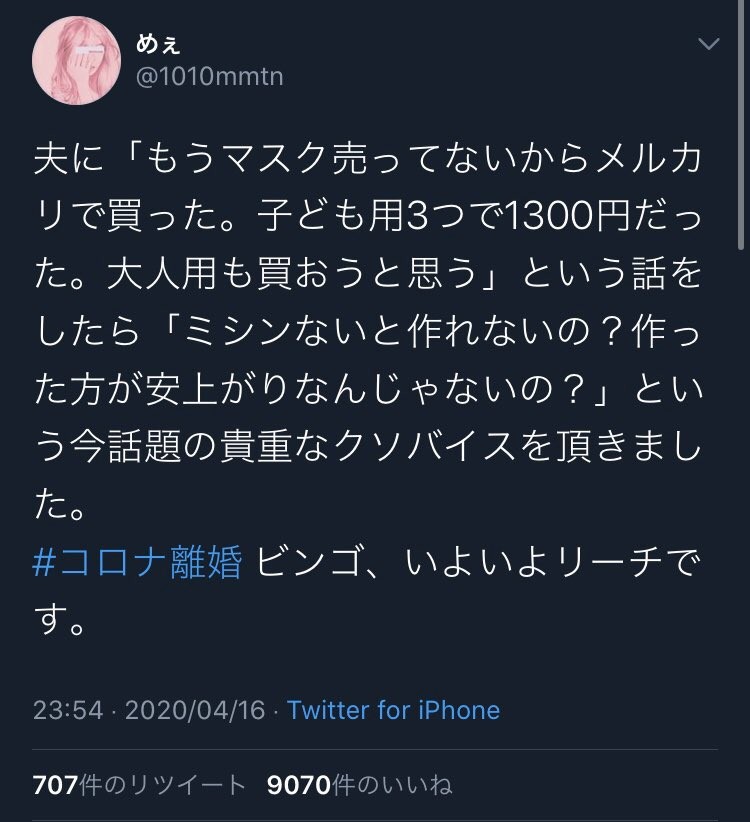 めぇ
@1010mmtn
夫に「もうマスク売ってないからメルカ
リで買った。子ども用3つで1300円だっ
た。大人用も買おうと思う」という話を
したら「ミシンないと作れないの？作っ
た方が安上がりなんじゃないの？」とい
う今話題の貴重なクソバイスを頂きまし
た。
#コロナ離婚 ビンゴ、いよいよリーチで
す。
23:54 · 2020/04/16 · Twitter for iPhone
707件のリツイート 9070件のいいね